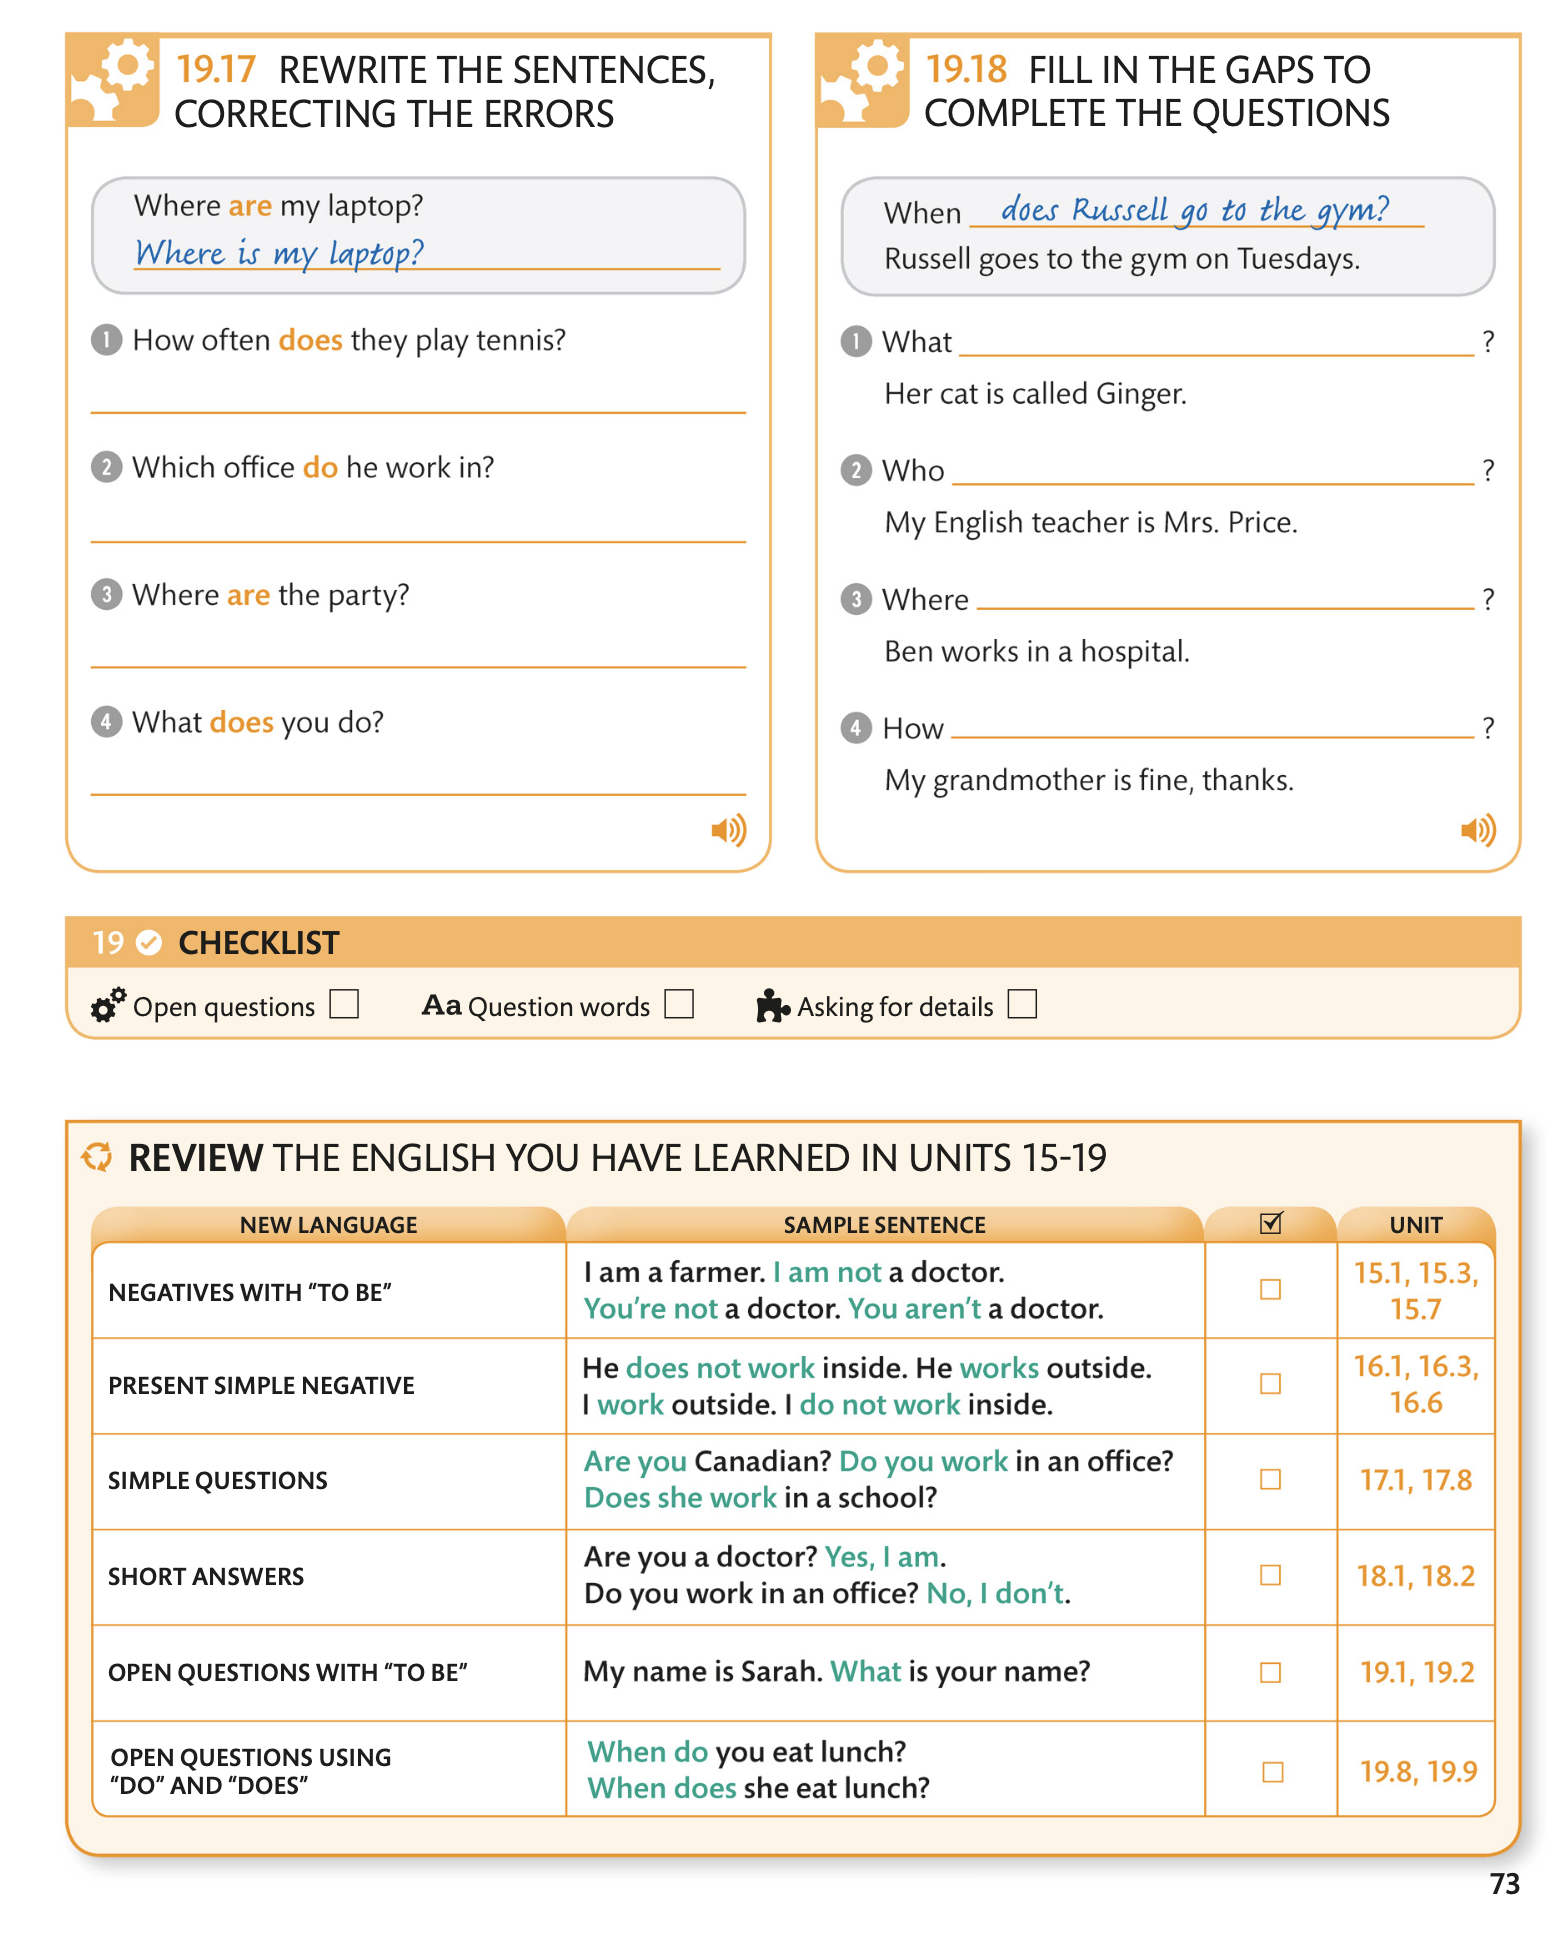 19.17 REWRITE THE SENTENCES,
CORRECTING THE ERRORS
Where are my laptop?
Where is my laptop?
1 How often does they play tennis?
2 Which office do he work in?
3 Where are the party?
4 What does you do?
19.18 FILL IN THE GAPS TO
COMPLETE THE QUESTIONS
When does Russell go to the gym?
Russell goes to the gym on Tuesdays.
1 What ?
Her cat is called Ginger.
2 Who ?
My English teacher is Mrs. Price.
3 Where ?
Ben works in a hospital.
4 How ?
My grandmother is fine, thanks.
19 CHECKLIST
Open questions Aa Question words Asking for details
REVIEW THE ENGLISH YOU HAVE LEARNED IN UNITS 15-19
NEW LANGUAGE SAMPLE SENTENCE UNIT
NEGATIVES WITH “TO BE”
I am a farmer. I am not a doctor.
You’re not a doctor. You aren’t a doctor.
15.1, 15.3,
15.7
PRESENT SIMPLE NEGATIVE
He does not work inside. He works outside.
I work outside. I do not work inside.
16.1, 16.3,
16.6
SIMPLE QUESTIONS
Are you Canadian? Do you work in an office?
Does she work in a school?
17.1, 17.8
SHORT ANSWERS
Are you a doctor? Yes, I am.
Do you work in an office? No, I don’t.
18.1, 18.2
OPEN QUESTIONS WITH “TO BE”
My name is Sarah. What is your name?
19.1, 19.2
OPEN QUESTIONS USING
“DO” AND “DOES”
When do you eat lunch?
When does she eat lunch?
19.8, 19.9
73